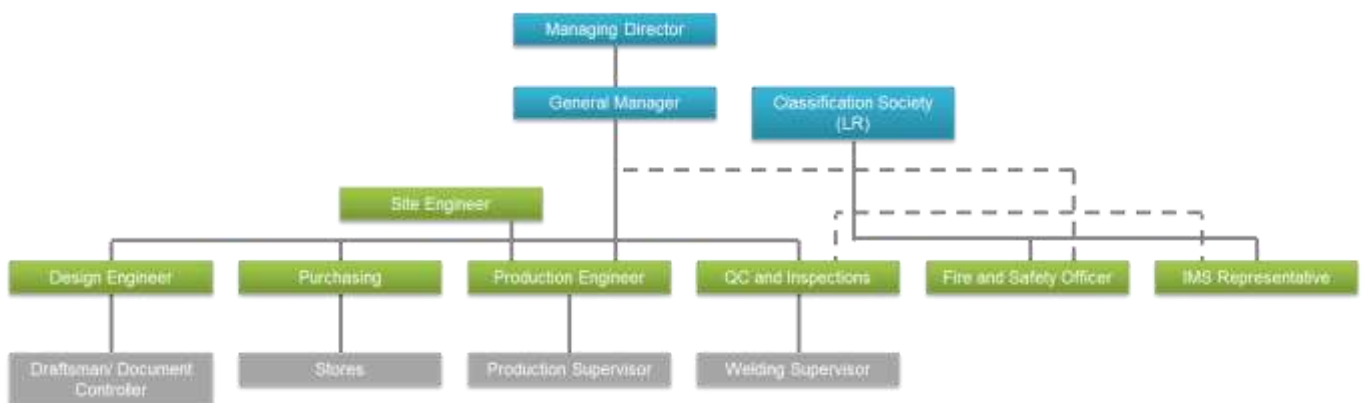 Managing Director
General Manager
Classification Society
(LR)
Site Engineer
Design Engineer
Purchasing
Production Engineer
QC and Inspections
Fire and Safety Officer
IMS Representative
Draftsman/ Document
Controller
Stores
Production Supervisor
Welding Supervisor